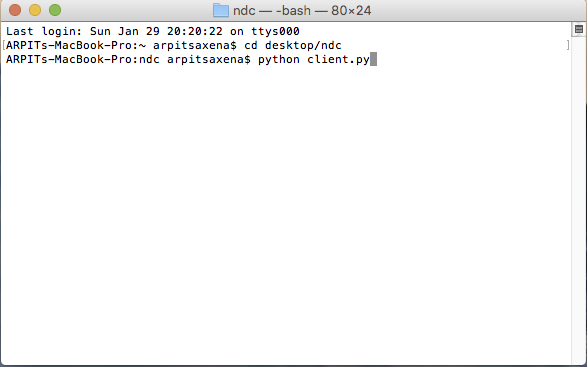 ndc — -bash — 80×24
Last login: Sun Jan 29 20:20:22 on ttys000
[ARPITs-MacBook-Pro:~ arpitsaxena$ cd desktop/ndc ]
ARPITs-MacBook-Pro:ndc arpitsaxena$ python client.py